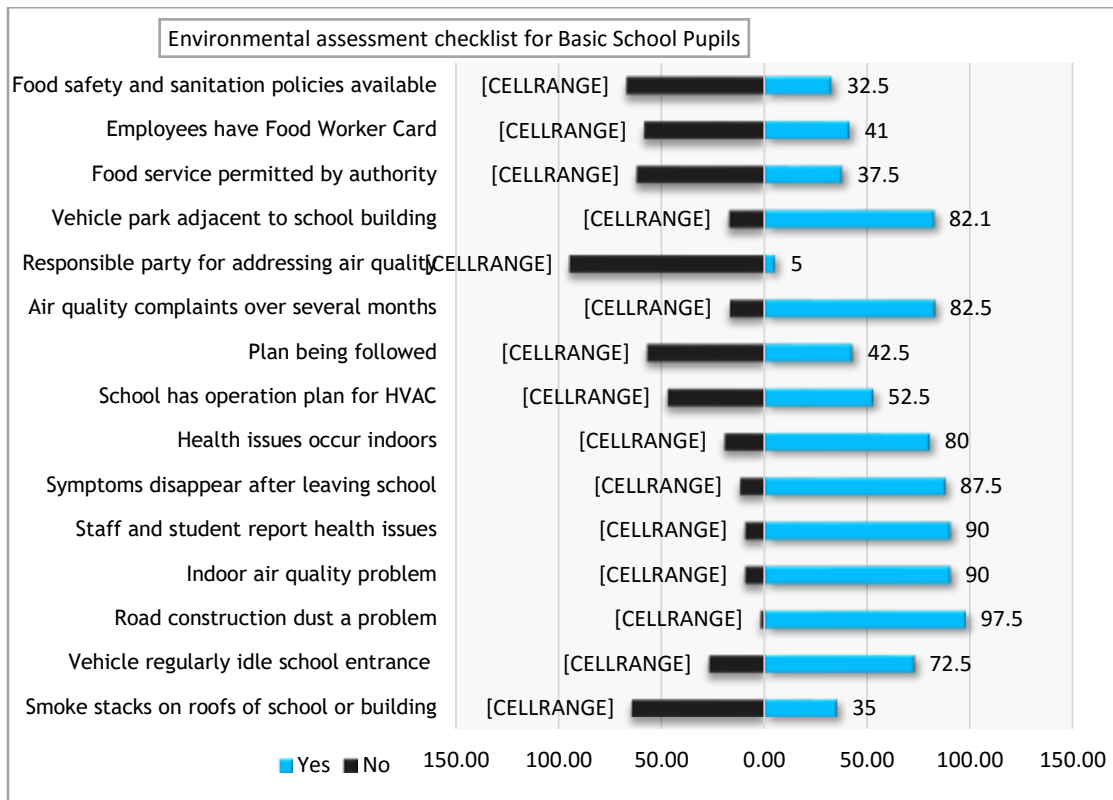 Environmental assessment checklist for Basic School Pupils
Food safety and sanitation policies available [CELLRANGE] 32.5
Employees have Food Worker Card [CELLRANGE] 41
Food service permitted by authority [CELLRANGE] 37.5
Vehicle park adjacent to school building [CELLRANGE] 82.1
Responsible party for addressing air quality [CELLRANGE] 5
Air quality complaints over several months [CELLRANGE] 82.5
Plan being followed [CELLRANGE] 42.5
School has operation plan for HVAC [CELLRANGE] 52.5
Health issues occur indoors [CELLRANGE] 80
Symptoms disappear after leaving school [CELLRANGE] 87.5
Staff and student report health issues [CELLRANGE] 90
Indoor air quality problem [CELLRANGE] 90
Road construction dust a problem [CELLRANGE] 97.5
Vehicle regularly idle school entrance [CELLRANGE] 72.5
Smoke stacks on roofs of school or building [CELLRANGE] 35
Yes No 150.00 100.00 50.00 0.00 50.00 100.00 150.00